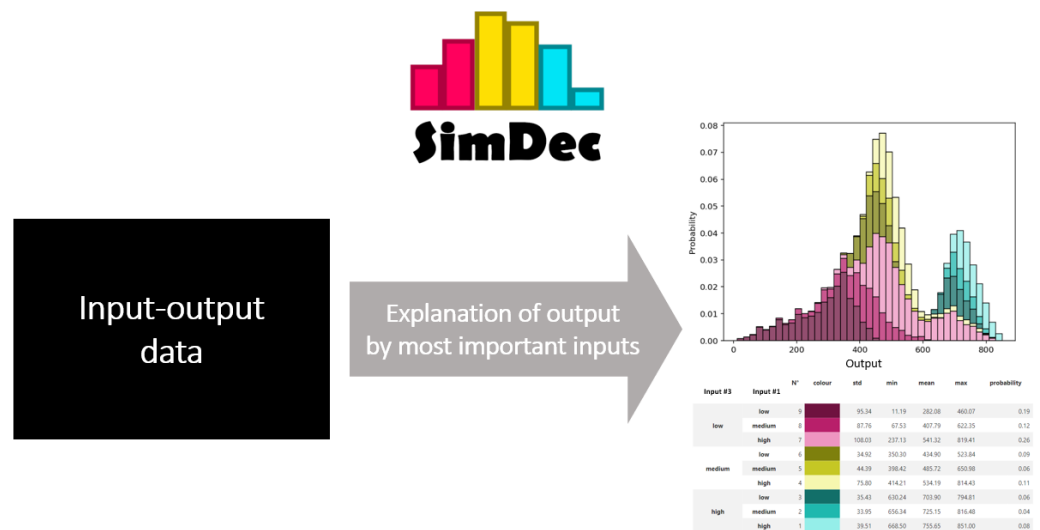 SimDec
Input-output
data
Explanation of output
by most important inputs
Probability
0.08
0.07
0.06
0.05
0.04
0.03
0.02
0.01
0.00
0 200 400 600 800
Output
Input #3 Input #1 N° colour std min mean max probability
low 9 95.34 11.19 282.08 460.07 0.19
low medium 8 87.76 67.53 407.79 622.35 0.12
high 7 108.03 237.13 541.32 819.41 0.26
low 6 34.92 350.30 434.90 523.84 0.09
medium medium 5 44.39 398.42 485.72 650.98 0.06
high 4 75.80 414.21 534.19 814.43 0.11
low 3 35.43 630.24 703.90 794.81 0.06
high medium 2 33.95 656.34 725.15 816.48 0.04
high 1 39.51 668.50 755.65 851.00 0.08